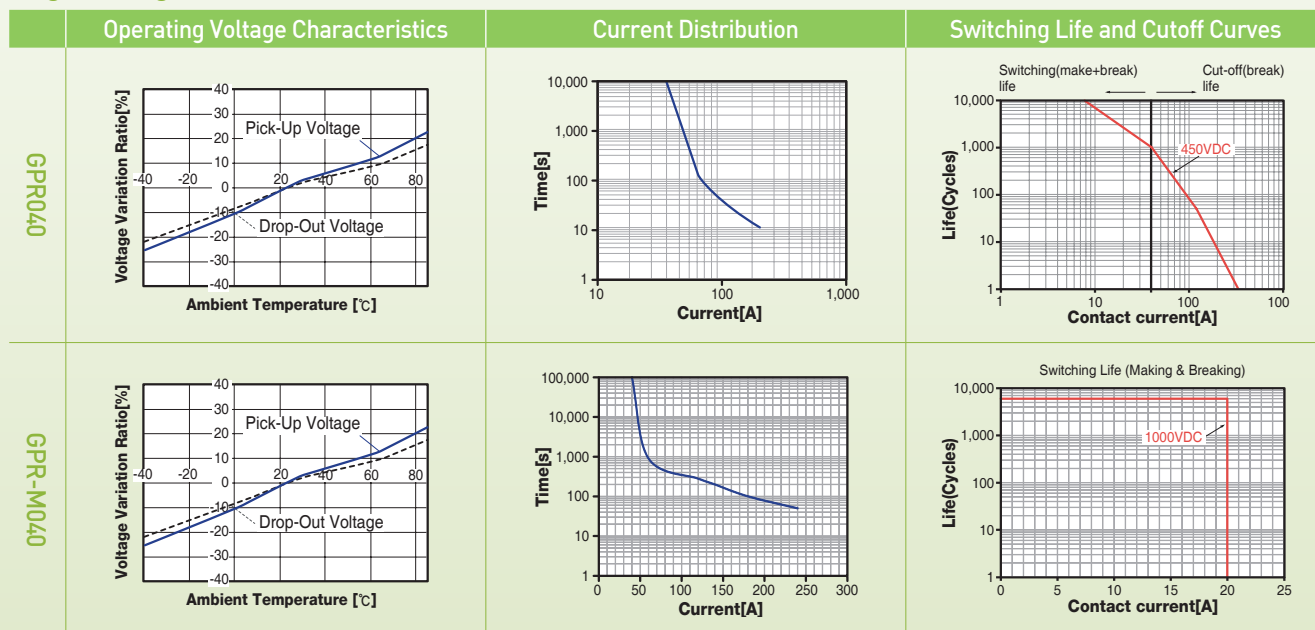 Operating Voltage Characteristics
Current Distribution
Switching Life and Cutoff Curves
GPR040
Voltage Variation Ratio[%]
40
30
20
10
0
-10
-20
-30
-40
-40
-20
20
40
60
80
Pick-Up Voltage
Drop-Out Voltage
Ambient Temperature [℃]
Time[s]
10,000
1,000
100
10
1
10
100
1,000
Current[A]
Switching(make+break)
life
Cut-off(break)
life
Life(Cycles)
10,000
1,000
100
10
1
450VDC
1
10
100
100
Contact current[A]
GPR-M040
Voltage Variation Ratio[%]
40
30
20
10
0
-10
-20
-30
-40
-40
-20
20
40
60
80
Pick-Up Voltage
Drop-Out Voltage
Ambient Temperature [℃]
Time[s]
100,000
10,000
1,000
100
10
1
0
50
100
150
200
250
300
Current[A]
Switching Life (Making & Breaking)
Life(Cycles)
10,000
1,000
100
10
1
1000VDC
0
5
10
15
20
25
Contact current[A]